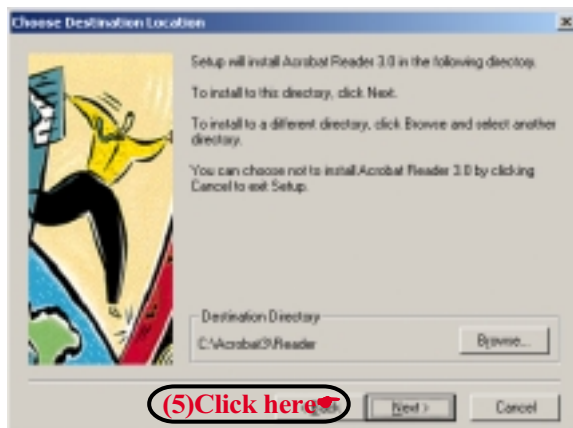 Choose Destination Location
Setup will install Acrobat Reader 3.0 in the following directory.
To install to this directory, click Next.
To install to a different directory, click Browse and select another
directory.
You can choose not to install Acrobat Reader 3.0 by clicking
Cancel to exit Setup.
Destination Directory
C:\Acrobat3\Reader
Browse...
(5)Click here
Next >
Cancel